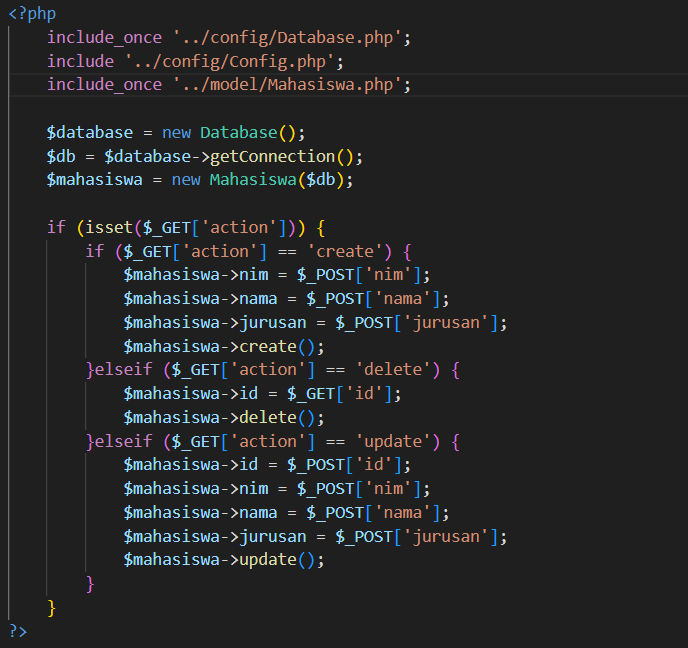 <?php
    include_once '../config/Database.php';
    include '../config/Config.php';
    include_once '../model/Mahasiswa.php';

    $database = new Database();
    $db = $database->getConnection();
    $mahasiswa = new Mahasiswa($db);

    if (isset($_GET['action'])) {
        if ($_GET['action'] == 'create') {
            $mahasiswa->nim = $_POST['nim'];
            $mahasiswa->nama = $_POST['nama'];
            $mahasiswa->jurusan = $_POST['jurusan'];
            $mahasiswa->create();
        }elseif ($_GET['action'] == 'delete') {
            $mahasiswa->id = $_GET['id'];
            $mahasiswa->delete();
        }elseif ($_GET['action'] == 'update') {
            $mahasiswa->id = $_POST['id'];
            $mahasiswa->nim = $_POST['nim'];
            $mahasiswa->nama = $_POST['nama'];
            $mahasiswa->jurusan = $_POST['jurusan'];
            $mahasiswa->update();
        }
    }
?>